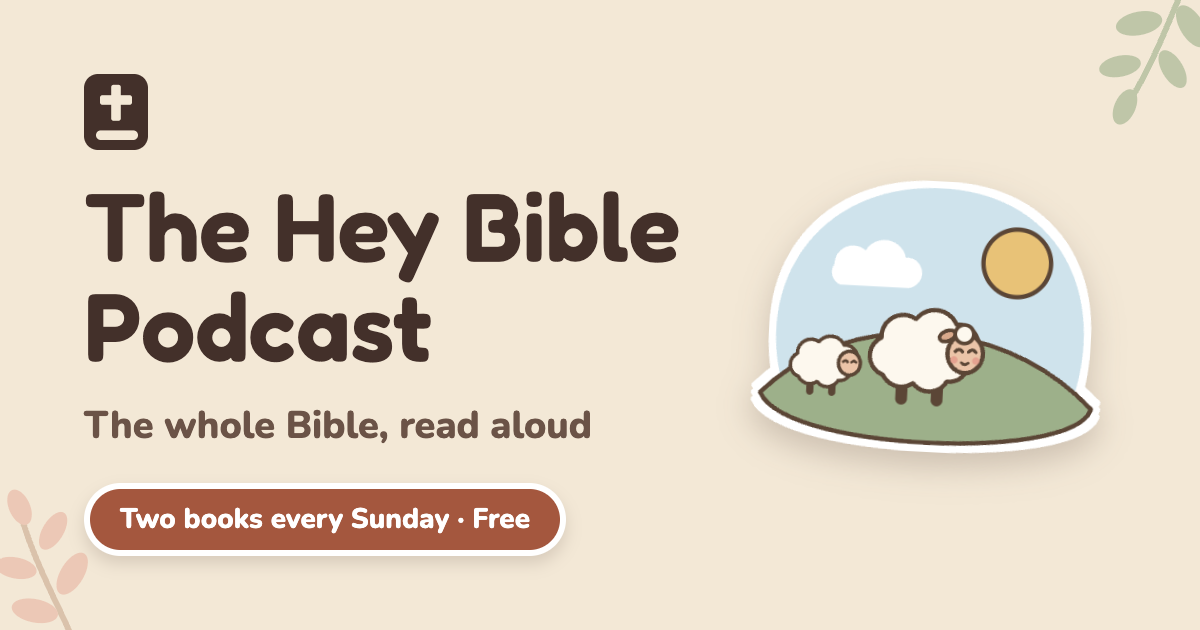 The Hey Bible
Podcast
The whole Bible, read aloud
Two books every Sunday · Free